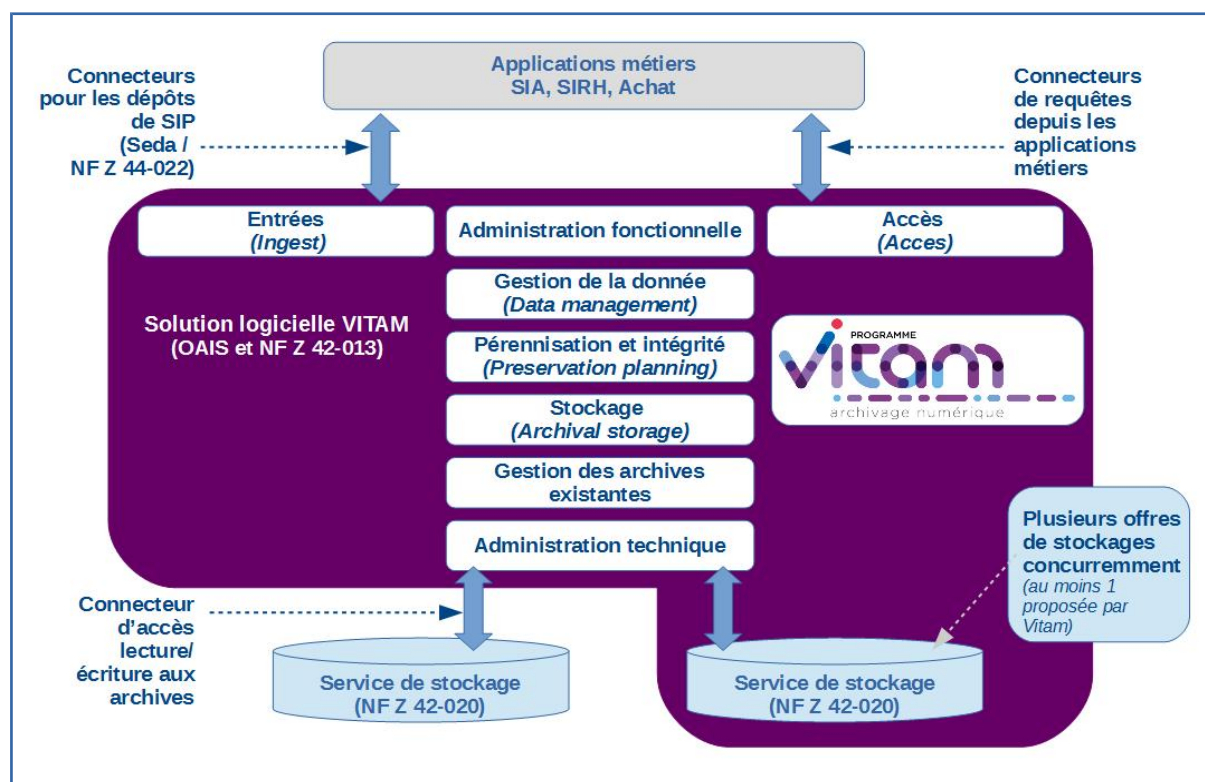 Applications métiers
SIA, SIRH, Achat
Connecteurs
pour les dépôts
de SIP
(Seda /
NF Z 44-022)
Connecteurs
de requêtes
depuis les
applications
métiers
Entrées
(Ingest)
Administration fonctionnelle
Accès
(Acces)
Gestion de la donnée
(Data management)
Solution logicielle VITAM
(OAIS et NF Z 42-013)
Pérennisation et intégrité
(Preservation planning)
PROGRAMME
vitam
archivage numérique
Stockage
(Archival storage)
Gestion des archives
existantes
Administration technique
Plusieurs offres
de stockages
concurremment
(au moins 1
proposée par
Vitam)
Connecteur
d’accès
lecture/
écriture aux
archives
Service de stockage
(NF Z 42-020)
Service de stockage
(NF Z 42-020)